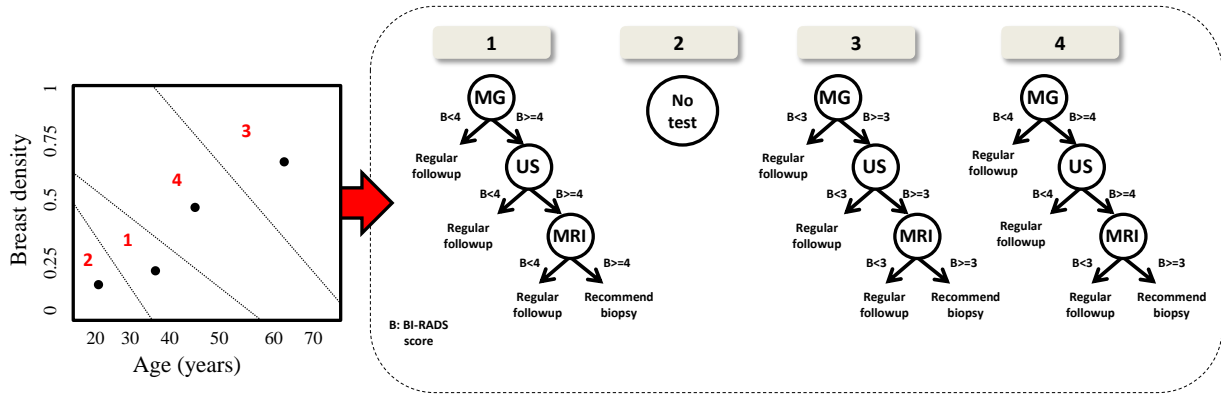 1
0.75
0.5
0.25
0
Breast density
3
4
1
2
20 30 40 50 60 70
Age (years)
1
MG
B<4
B>=4
Regular
followup
US
B<4
B>=4
Regular
followup
MRI
B<4
B>=4
Regular
followup
Recommend
biopsy
B: BI-RADS
score
2
No
test
3
MG
B<3
B>=3
Regular
followup
US
B<3
B>=3
Regular
followup
MRI
B<3
B>=3
Regular
followup
Recommend
biopsy
4
MG
B<4
B>=4
Regular
followup
US
B<4
B>=4
Regular
followup
MRI
B<3
B>=3
Regular
followup
Recommend
biopsy